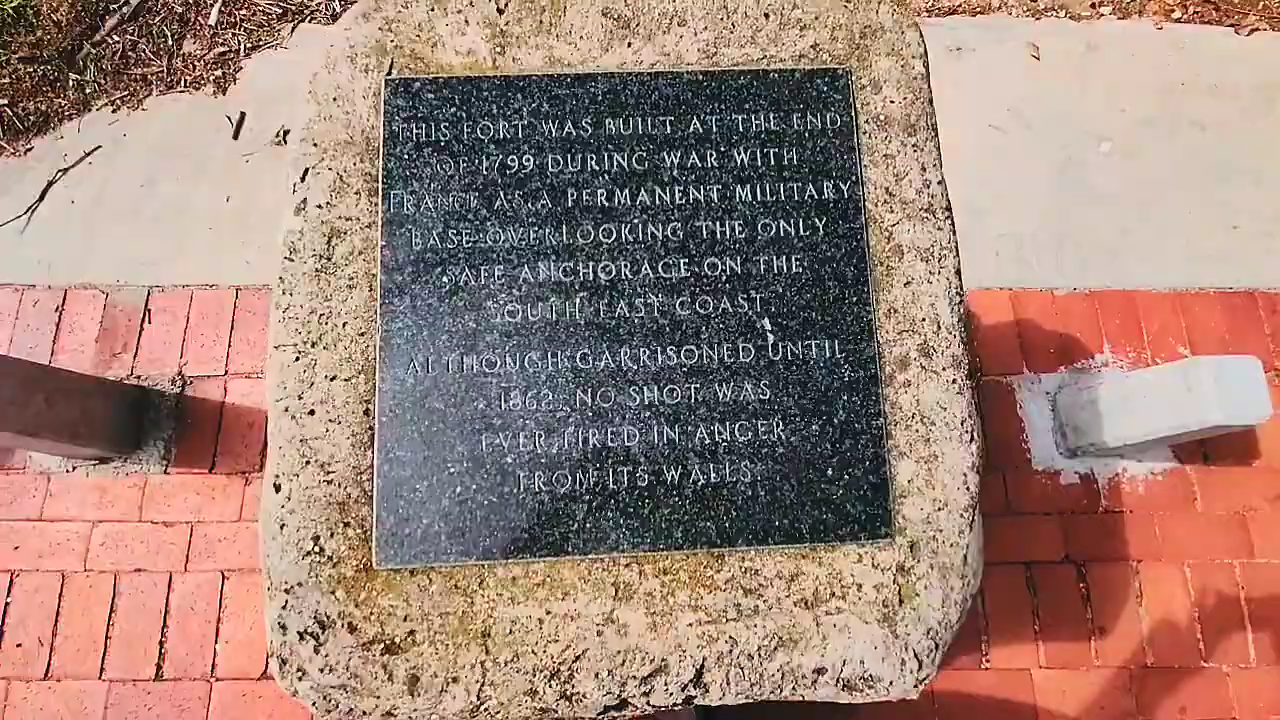 THIS FORT WAS BUILT AT THE END
OF 1799 DURING WAR WITH
FRANCE AS A PERMANENT MILITARY
BASE OVERLOOKING THE ONLY
SAFE ANCHORAGE ON THE
SOUTH EAST COAST.
ALTHOUGH GARRISONED UNTIL
1862, NO SHOT WAS
EVER FIRED IN ANGER
FROM ITS WALLS.